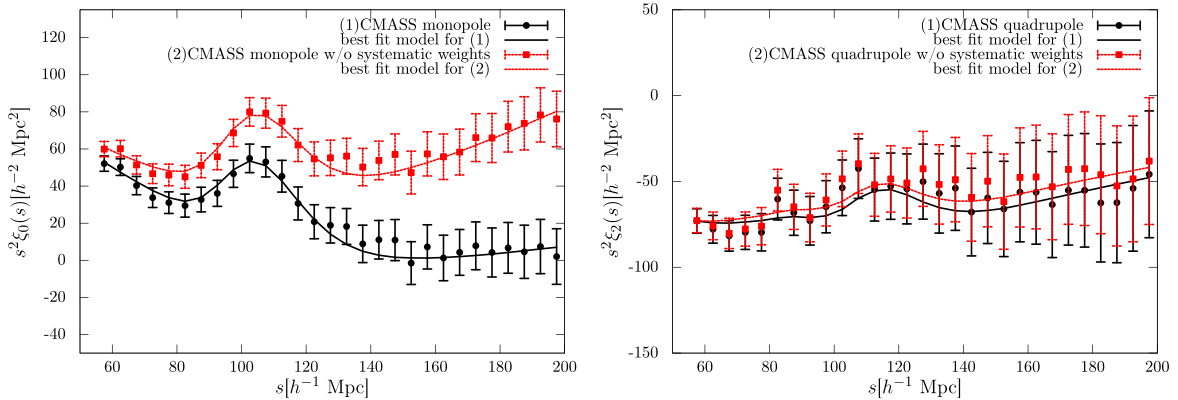 (1)CMASS monopole
best fit model for (1)
(2)CMASS monopole w/o systematic weights
best fit model for (2)
120
100
80
60
40
20
0
-20
-40
60 80 100 120 140 160 180 200
s[h⁻¹ Mpc]
s²ξ₀(s)[h⁻² Mpc²]
(1)CMASS quadrupole
best fit model for (1)
(2)CMASS quadrupole w/o systematic weights
best fit model for (2)
50
0
-50
-100
-150
60 80 100 120 140 160 180 200
s[h⁻¹ Mpc]
s²ξ₂(s)[h⁻² Mpc²]